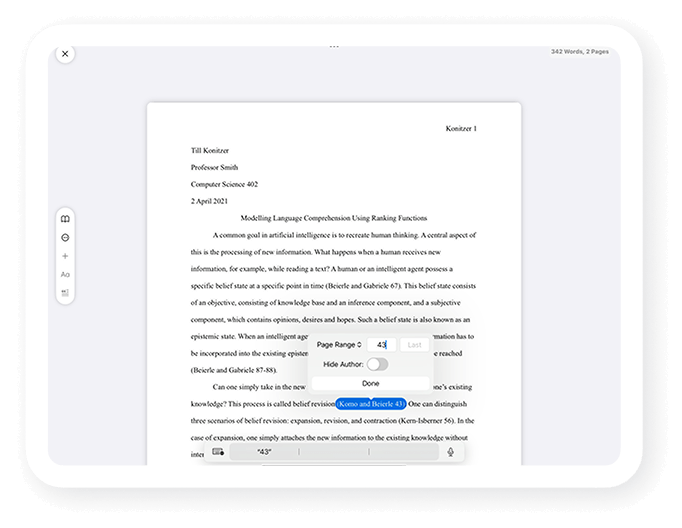 342 Words, 2 Pages
Konitzer 1
Till Konitzer
Professor Smith
Computer Science 402
2 April 2021
Modelling Language Comprehension Using Ranking Functions
A common goal in artificial intelligence is to recreate human thinking. A central aspect of
this is the processing of new information. What happens when a human receives new
information, for example, while reading a text? A human or an intelligent agent possess a
specific belief state at a specific point in time (Beierle and Gabriele 67). This belief state consists
of an objective, consisting of knowledge base and an inference component, and a subjective
component, which contains opinions, desires and hopes. Such a belief state is also known as an
epistemic state. When an intelligent age
rmation has to
Page Range
43
Last
be incorporated into the existing epister
e reached
Hide Author:
(Beierle and Gabriele 87-88).
Done
Can one simply take in the new
one's existing
knowledge? This process is called belief revision (Komo and Beierle 43) One can distinguish
three scenarios of belief revision: expansion, revision, and contraction (Kern-Isberner 56). In the
case of expansion, one simply attaches the new information to the existing knowledge without
inter
"43"
Aa